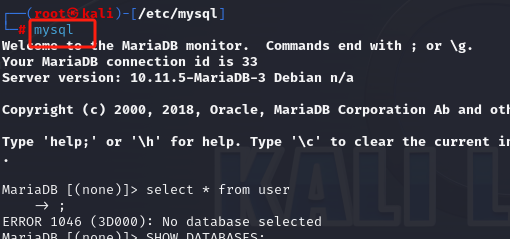 ┌──(root㉿kali)-[/etc/mysql]
└─# mysql
Welcome to the MariaDB monitor.  Commands end with ; or \g.
Your MariaDB connection id is 33
Server version: 10.11.5-MariaDB-3 Debian n/a
Copyright (c) 2000, 2018, Oracle, MariaDB Corporation Ab and oth
Type 'help;' or '\h' for help. Type '\c' to clear the current in
.
MariaDB [(none)]> select * from user
    -> ;
ERROR 1046 (3D000): No database selected
MariaDB [(none)]> SHOW DATABASES;
KALI L